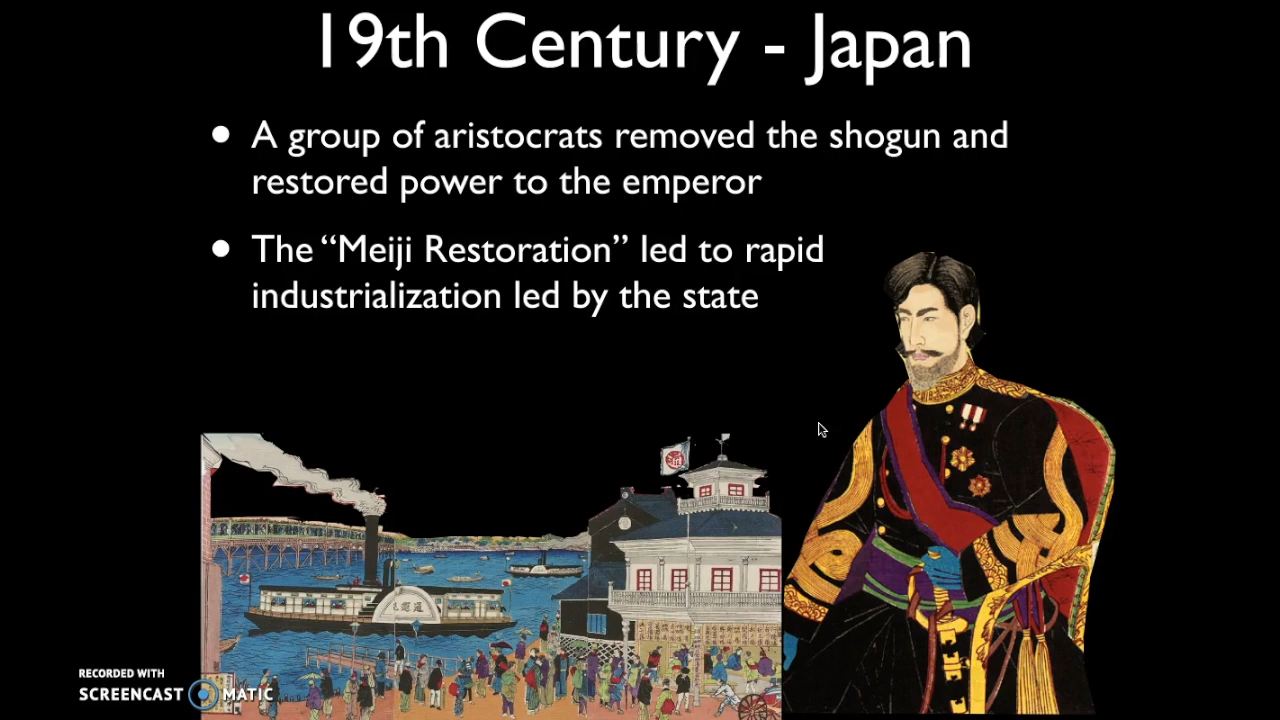 19th Century - Japan
• A group of aristocrats removed the shogun and
restored power to the emperor
• The “Meiji Restoration” led to rapid
industrialization led by the state
RECORDED WITH
SCREENCAST MATIC